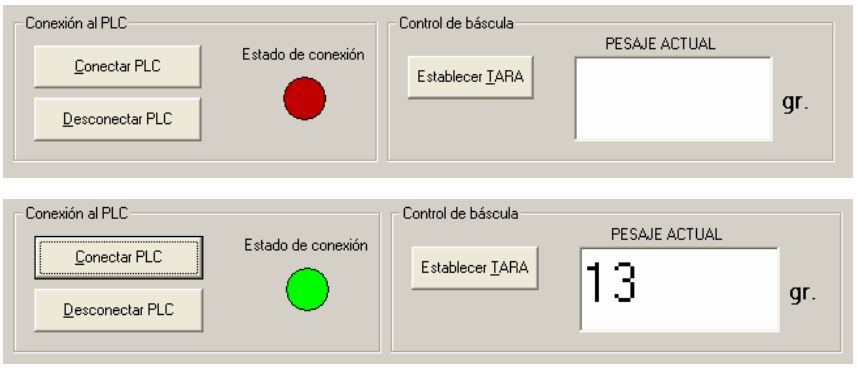 Conexión al PLC
Conectar PLC
Desconectar PLC
Estado de conexión
Control de báscula
Establecer TARA
PESAJE ACTUAL
gr.
Conexión al PLC
Conectar PLC
Desconectar PLC
Estado de conexión
Control de báscula
Establecer TARA
PESAJE ACTUAL
13
gr.